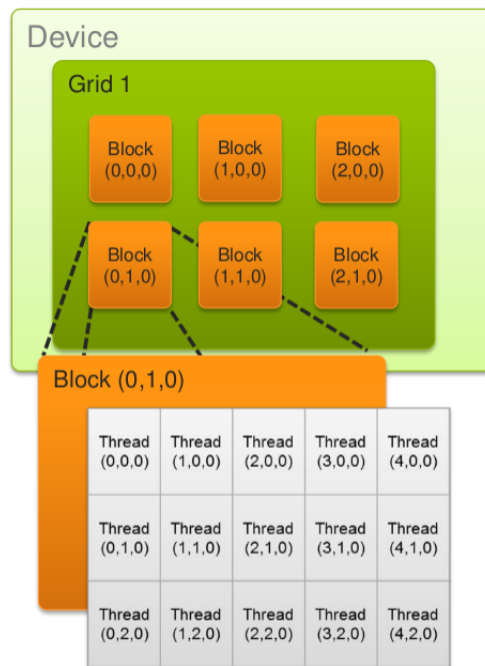 Device
Grid 1
Block
(0,0,0)
Block
(1,0,0)
Block
(2,0,0)
Block
(0,1,0)
Block
(1,1,0)
Block
(2,1,0)
Block (0,1,0)
Thread
(0,0,0)
Thread
(1,0,0)
Thread
(2,0,0)
Thread
(3,0,0)
Thread
(4,0,0)
Thread
(0,1,0)
Thread
(1,1,0)
Thread
(2,1,0)
Thread
(3,1,0)
Thread
(4,1,0)
Thread
(0,2,0)
Thread
(1,2,0)
Thread
(2,2,0)
Thread
(3,2,0)
Thread
(4,2,0)